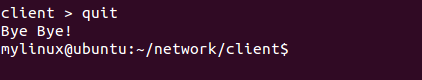 client > quit
Bye Bye!
mylinux@ubuntu:~/network/client$